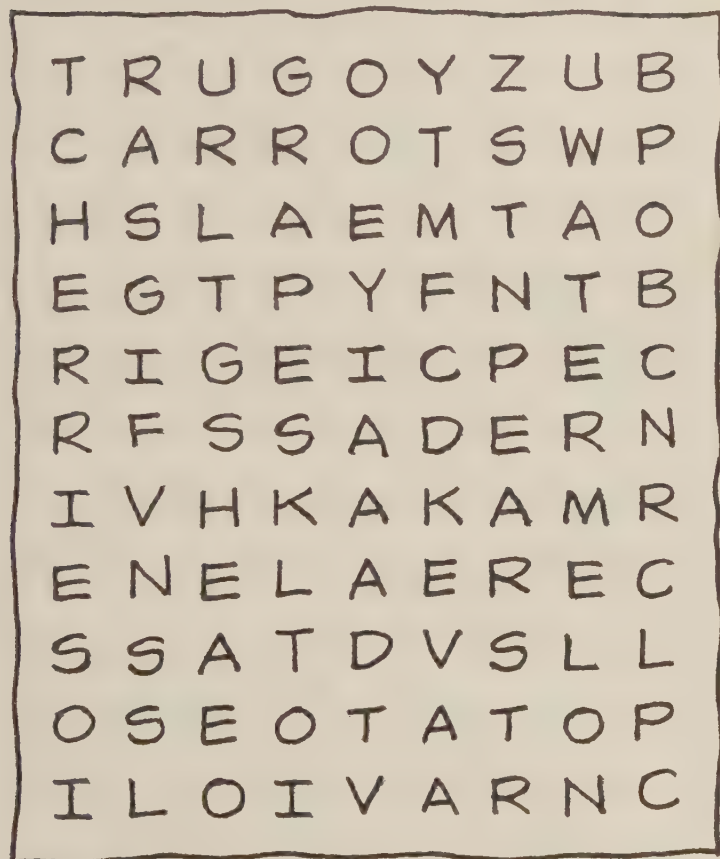 T R U G O Y Z U B
C A R R O T S W P
H S L A E M T A O
E G T P Y F N T B
R I G E I C P E C
R F S S A D E R N
I V H K A K A M R
E N E L A E R E C
S S A T D V S L L
O S E O T A T O P
I L O I V A R N C